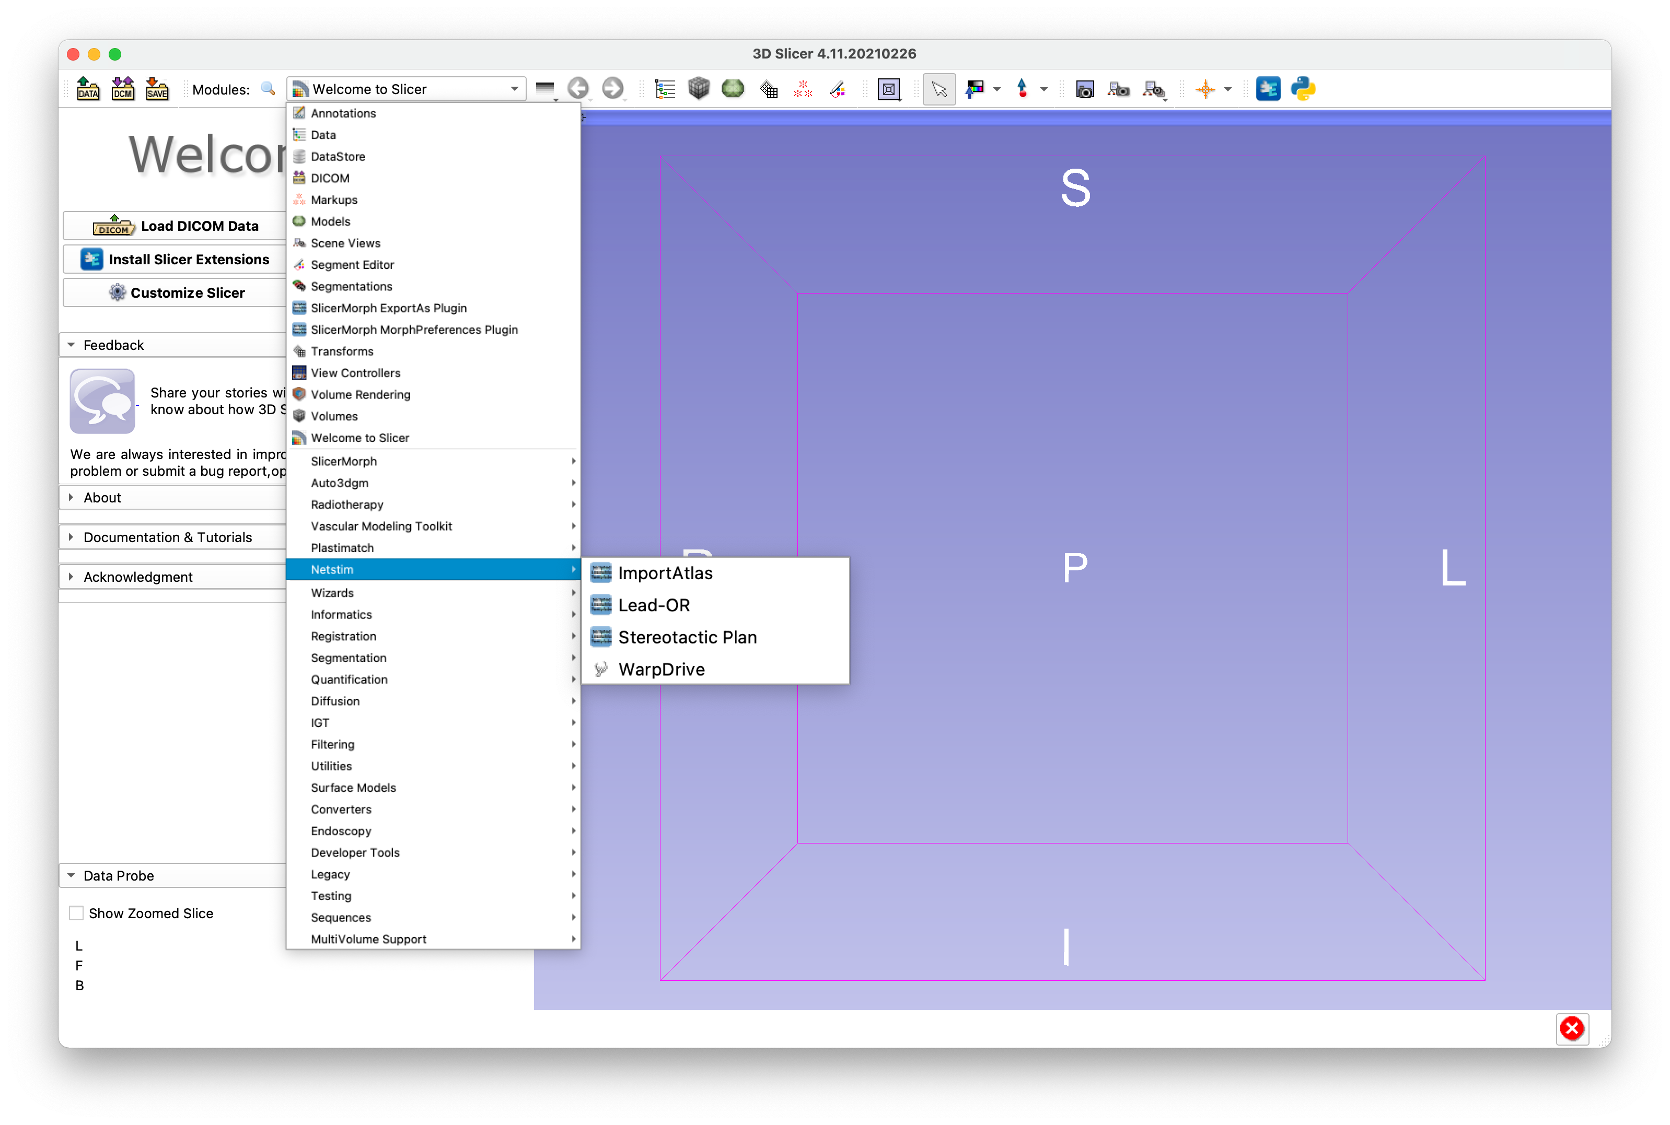 3D Slicer 4.11.20210226
DATA
DCM
SAVE
Modules:
Welcome to Slicer
Annotations
Data
DataStore
DICOM
Markups
Models
Scene Views
Segment Editor
Segmentations
SlicerMorph ExportAs Plugin
SlicerMorph MorphPreferences Plugin
Transforms
View Controllers
Volume Rendering
Volumes
Welcome to Slicer
SlicerMorph
Auto3dgm
Radiotherapy
Vascular Modeling Toolkit
Plastimatch
Netstim
Wizards
Informatics
Registration
Segmentation
Quantification
Diffusion
IGT
Filtering
Utilities
Surface Models
Converters
Endoscopy
Developer Tools
Legacy
Testing
Sequences
MultiVolume Support
ImportAtlas
Lead-OR
Stereotactic Plan
WarpDrive
Welco
DICOM
Load DICOM Data
Install Slicer Extensions
Customize Slicer
Feedback
Share your stories wi
know about how 3D S
We are always interested in impro
problem or submit a bug report,op
About
Documentation & Tutorials
Acknowledgment
Data Probe
Show Zoomed Slice
L
F
B
S
P
L
I